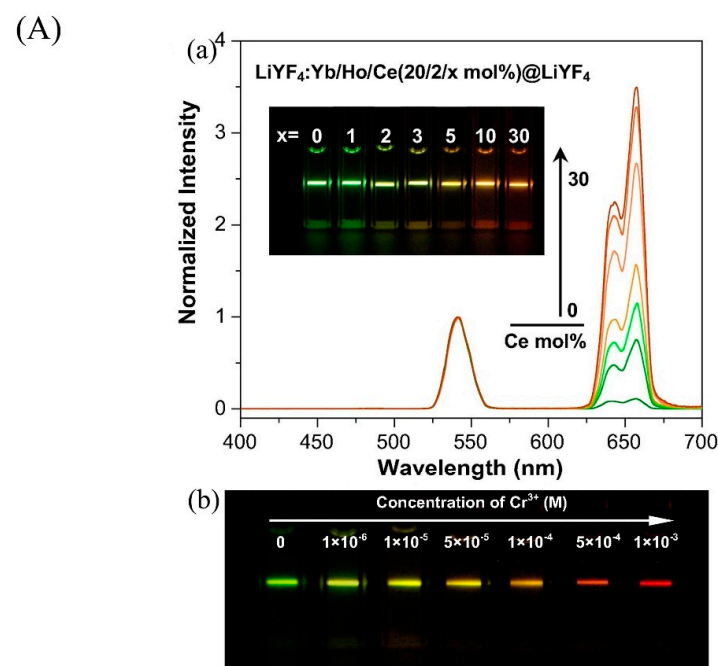 (A)
(a)
LiYF₄:Yb/Ho/Ce(20/2/x mol%)@LiYF₄
x= 0 1 2 3 5 10 30
30
0
Ce mol%
4
3
2
1
0
Normalized Intensity
400 450 500 550 600 650 700
Wavelength (nm)
(b)
Concentration of Cr³⁺ (M)
0 1×10⁻⁶ 1×10⁻⁵ 5×10⁻⁵ 1×10⁻⁴ 5×10⁻⁴ 1×10⁻³